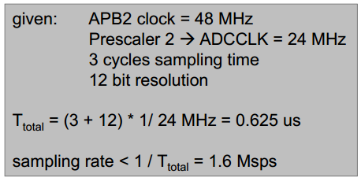 given: APB2 clock = 48 MHz
Prescaler 2 → ADCCLK = 24 MHz
3 cycles sampling time
12 bit resolution
Ttotal = (3 + 12) * 1/ 24 MHz = 0.625 us
sampling rate < 1 / Ttotal = 1.6 Msps